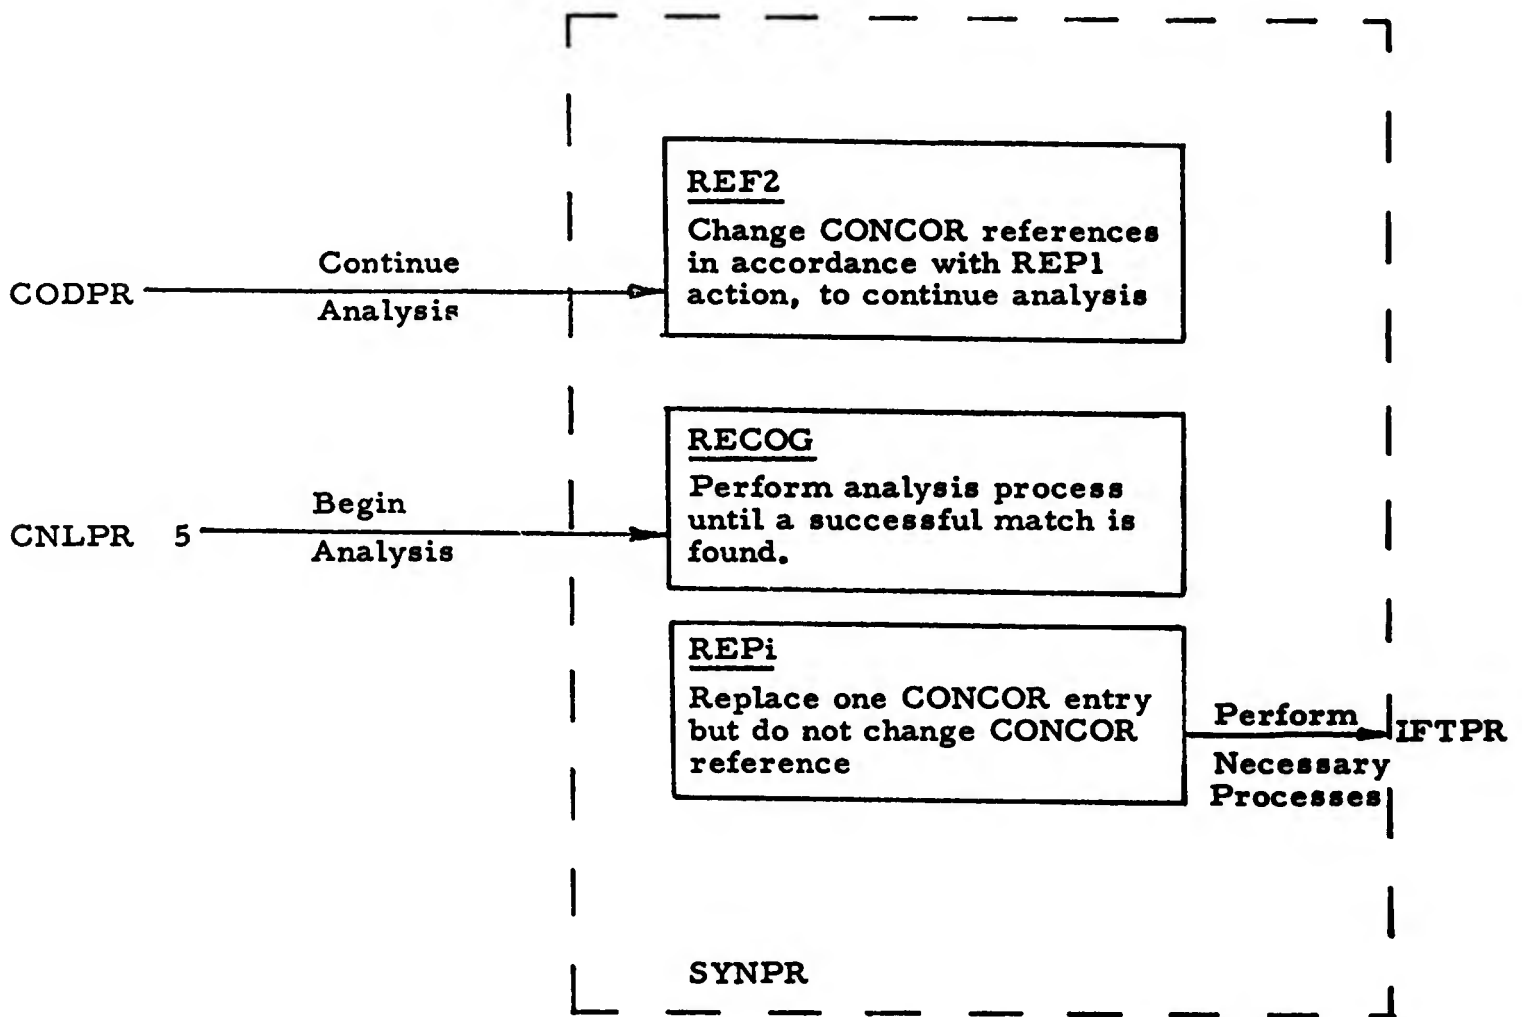 REF2
Change CONCOR references
in accordance with REP1
action, to continue analysis
Continue
CODPR
Analysis
RECOG
Perform analysis process
until a successful match is
found.
Begin
CNLPR 5
Analysis
REPi
Replace one CONCOR entry
but do not change CONCOR
reference
Perform
IFTPR
Necessary
Processes
SYNPR